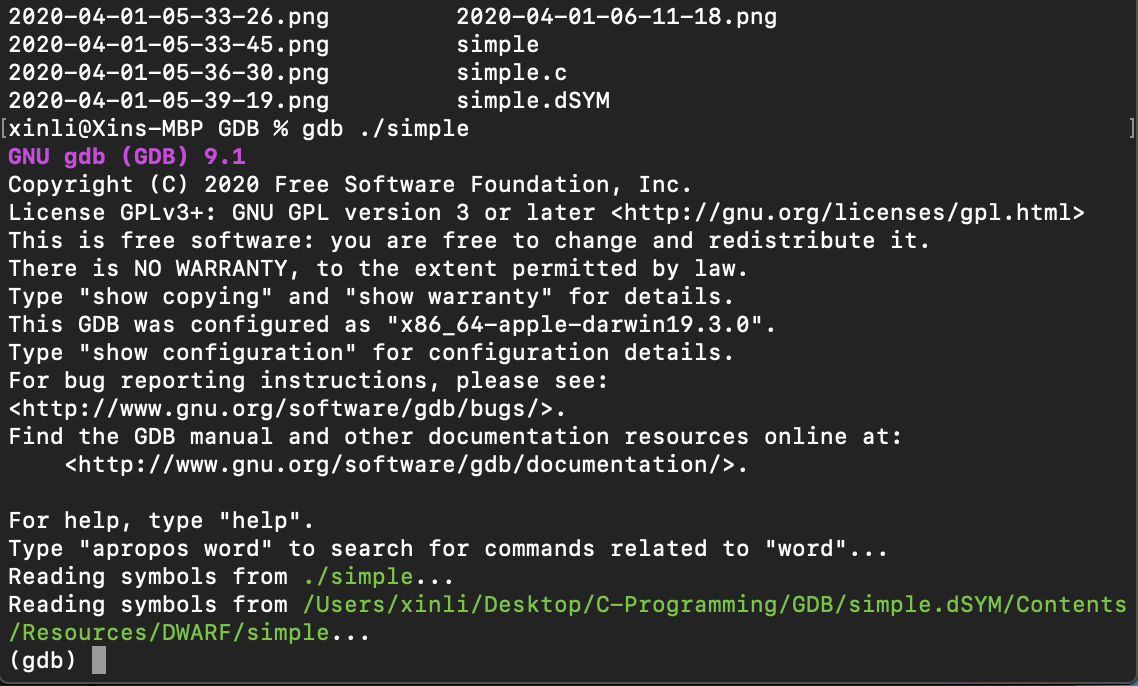 2020-04-01-05-33-26.png 2020-04-01-06-11-18.png
2020-04-01-05-33-45.png simple
2020-04-01-05-36-30.png simple.c
2020-04-01-05-39-19.png simple.dSYM
[xinli@Xins-MBP GDB % gdb ./simple ]
GNU gdb (GDB) 9.1
Copyright (C) 2020 Free Software Foundation, Inc.
License GPLv3+: GNU GPL version 3 or later <http://gnu.org/licenses/gpl.html>
This is free software: you are free to change and redistribute it.
There is NO WARRANTY, to the extent permitted by law.
Type "show copying" and "show warranty" for details.
This GDB was configured as "x86_64-apple-darwin19.3.0".
Type "show configuration" for configuration details.
For bug reporting instructions, please see:
<http://www.gnu.org/software/gdb/bugs/>.
Find the GDB manual and other documentation resources online at:
    <http://www.gnu.org/software/gdb/documentation/>.
For help, type "help".
Type "apropos word" to search for commands related to "word"...
Reading symbols from ./simple...
Reading symbols from /Users/xinli/Desktop/C-Programming/GDB/simple.dSYM/Contents
/Resources/DWARF/simple...
(gdb)